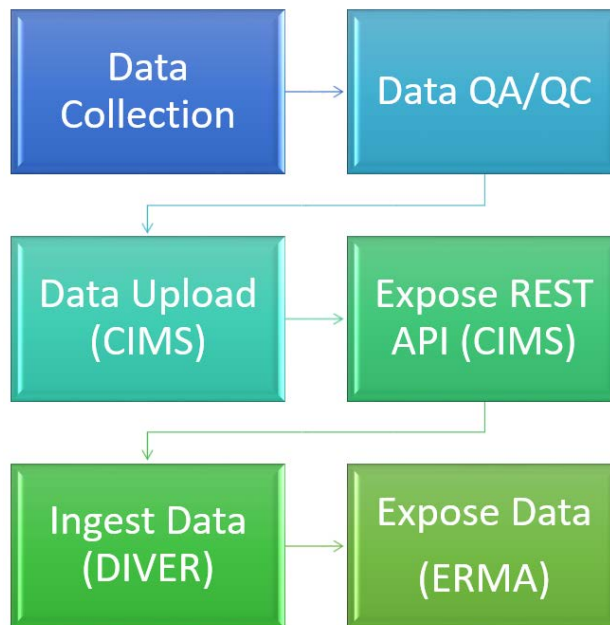 Data
Collection
Data QA/QC
Data Upload
(CIMS)
Expose REST
API (CIMS)
Ingest Data
(DIVER)
Expose Data
(ERMA)